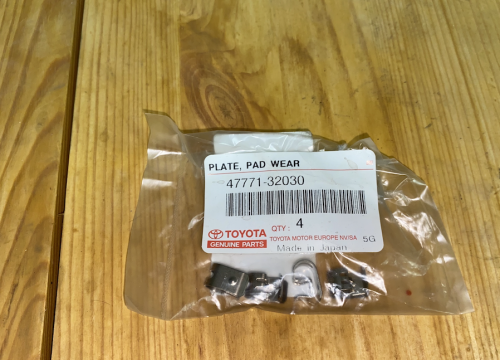 PLATE, PAD WEAR
47771-32030
QTY: 4
TOYOTA
GENUINE PARTS
TOYOTA MOTOR EUROPE NV/SA 5G
Made in Japan